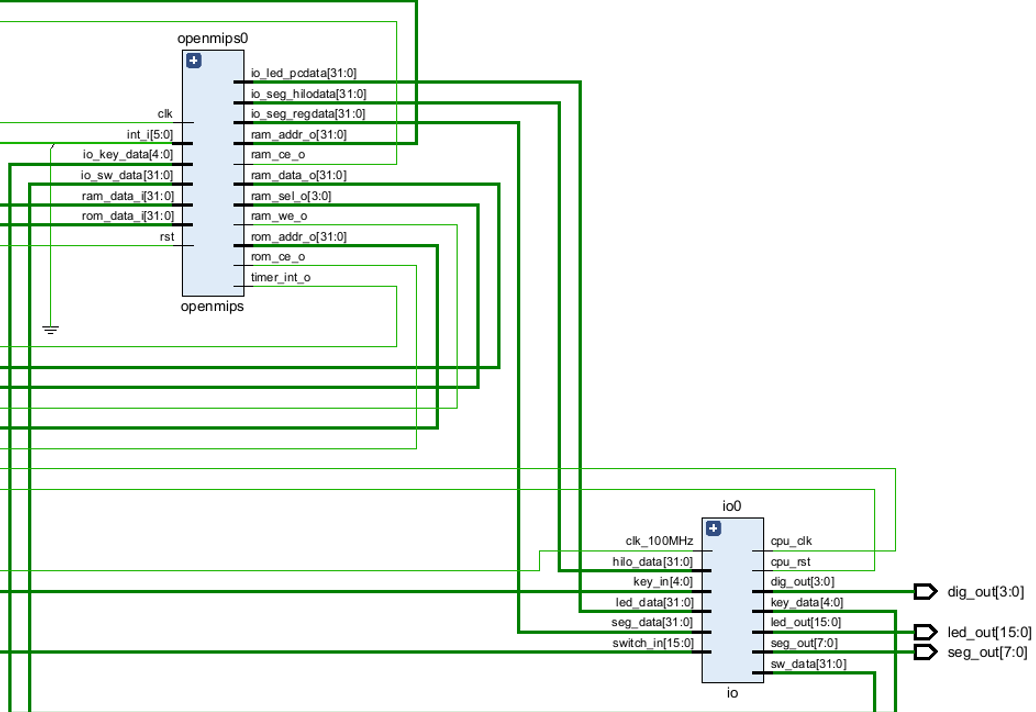 openmips0
clk
int_i[5:0]
io_key_data[4:0]
io_sw_data[31:0]
ram_data_i[31:0]
rom_data_i[31:0]
rst
io_led_pcdata[31:0]
io_seg_hilodata[31:0]
io_seg_regdata[31:0]
ram_addr_o[31:0]
ram_ce_o
ram_data_o[31:0]
ram_sel_o[3:0]
ram_we_o
rom_addr_o[31:0]
rom_ce_o
timer_int_o
openmips
io0
clk_100MHz
hilo_data[31:0]
key_in[4:0]
led_data[31:0]
seg_data[31:0]
switch_in[15:0]
cpu_clk
cpu_rst
dig_out[3:0]
key_data[4:0]
led_out[15:0]
seg_out[7:0]
sw_data[31:0]
io
dig_out[3:0]
led_out[15:0]
seg_out[7:0]